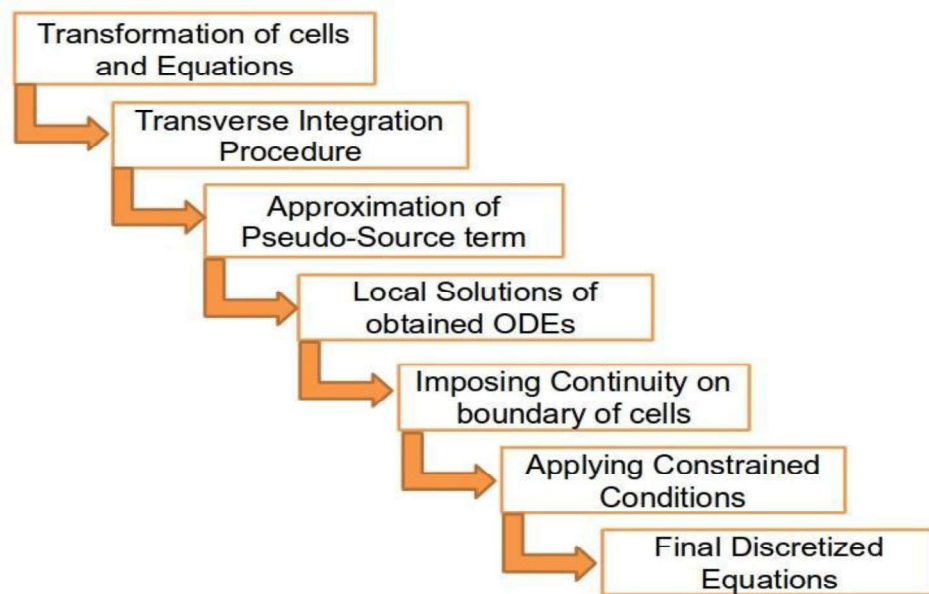 Transformation of cells
and Equations
Transverse Integration
Procedure
Approximation of
Pseudo-Source term
Local Solutions of
obtained ODEs
Imposing Continuity on
boundary of cells
Applying Constrained
Conditions
Final Discretized
Equations